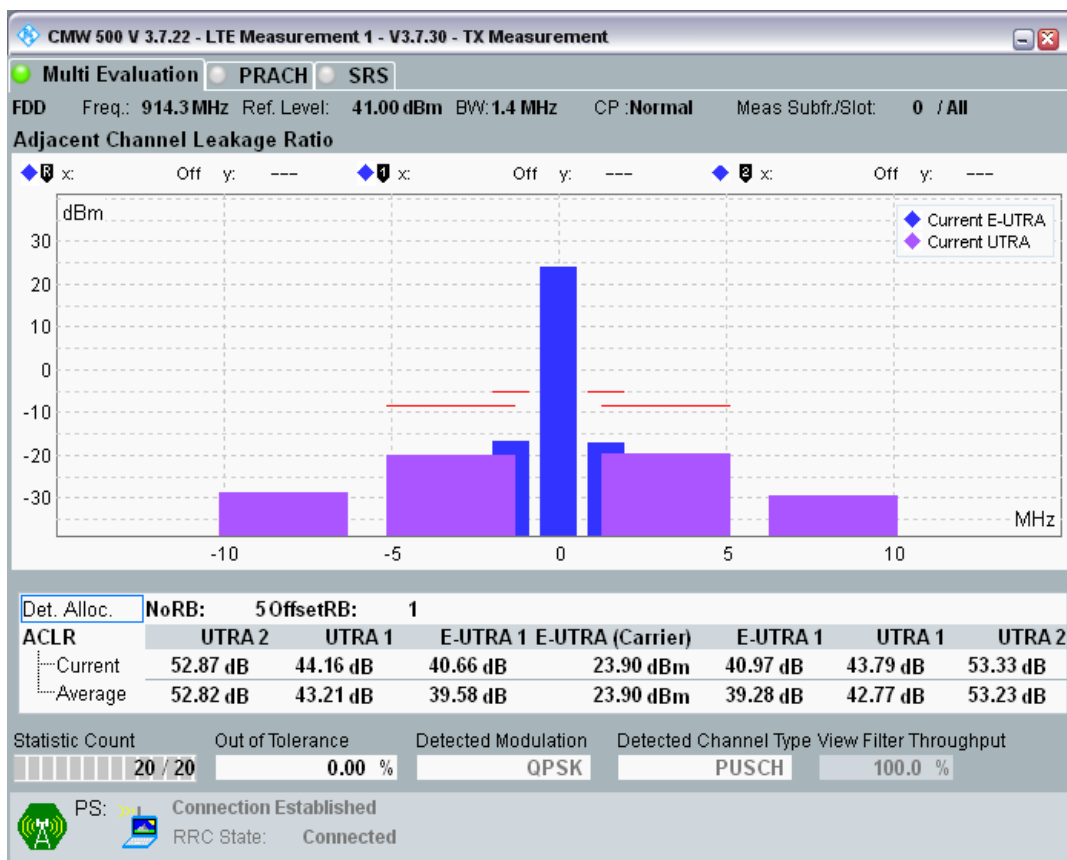 CMW 500 V 3.7.22 - LTE Measurement 1 - V3.7.30 - TX Measurement
Multi Evaluation PRACH SRS
FDD Freq.: 914.3 MHz Ref. Level: 41.00 dBm BW: 1.4 MHz CP :Normal Meas Subfr./Slot: 0 / All
Adjacent Channel Leakage Ratio
R x: Off y: --- 1 x: Off y: --- 2 x: Off y: ---
dBm
Current E-UTRA
Current UTRA
30
20
10
0
-10
-20
-30
MHz
-10 -5 0 5 10
Det. Alloc. NoRB: 5 OffsetRB: 1
ACLR UTRA 2 UTRA 1 E-UTRA 1 E-UTRA (Carrier) E-UTRA 1 UTRA 1 UTRA 2
Current 52.87 dB 44.16 dB 40.66 dB 23.90 dBm 40.97 dB 43.79 dB 53.33 dB
Average 52.82 dB 43.21 dB 39.58 dB 23.90 dBm 39.28 dB 42.77 dB 53.23 dB
Statistic Count Out of Tolerance Detected Modulation Detected Channel Type View Filter Throughput
20 / 20 0.00 % QPSK PUSCH 100.0 %
PS: Connection Established
RRC State: Connected